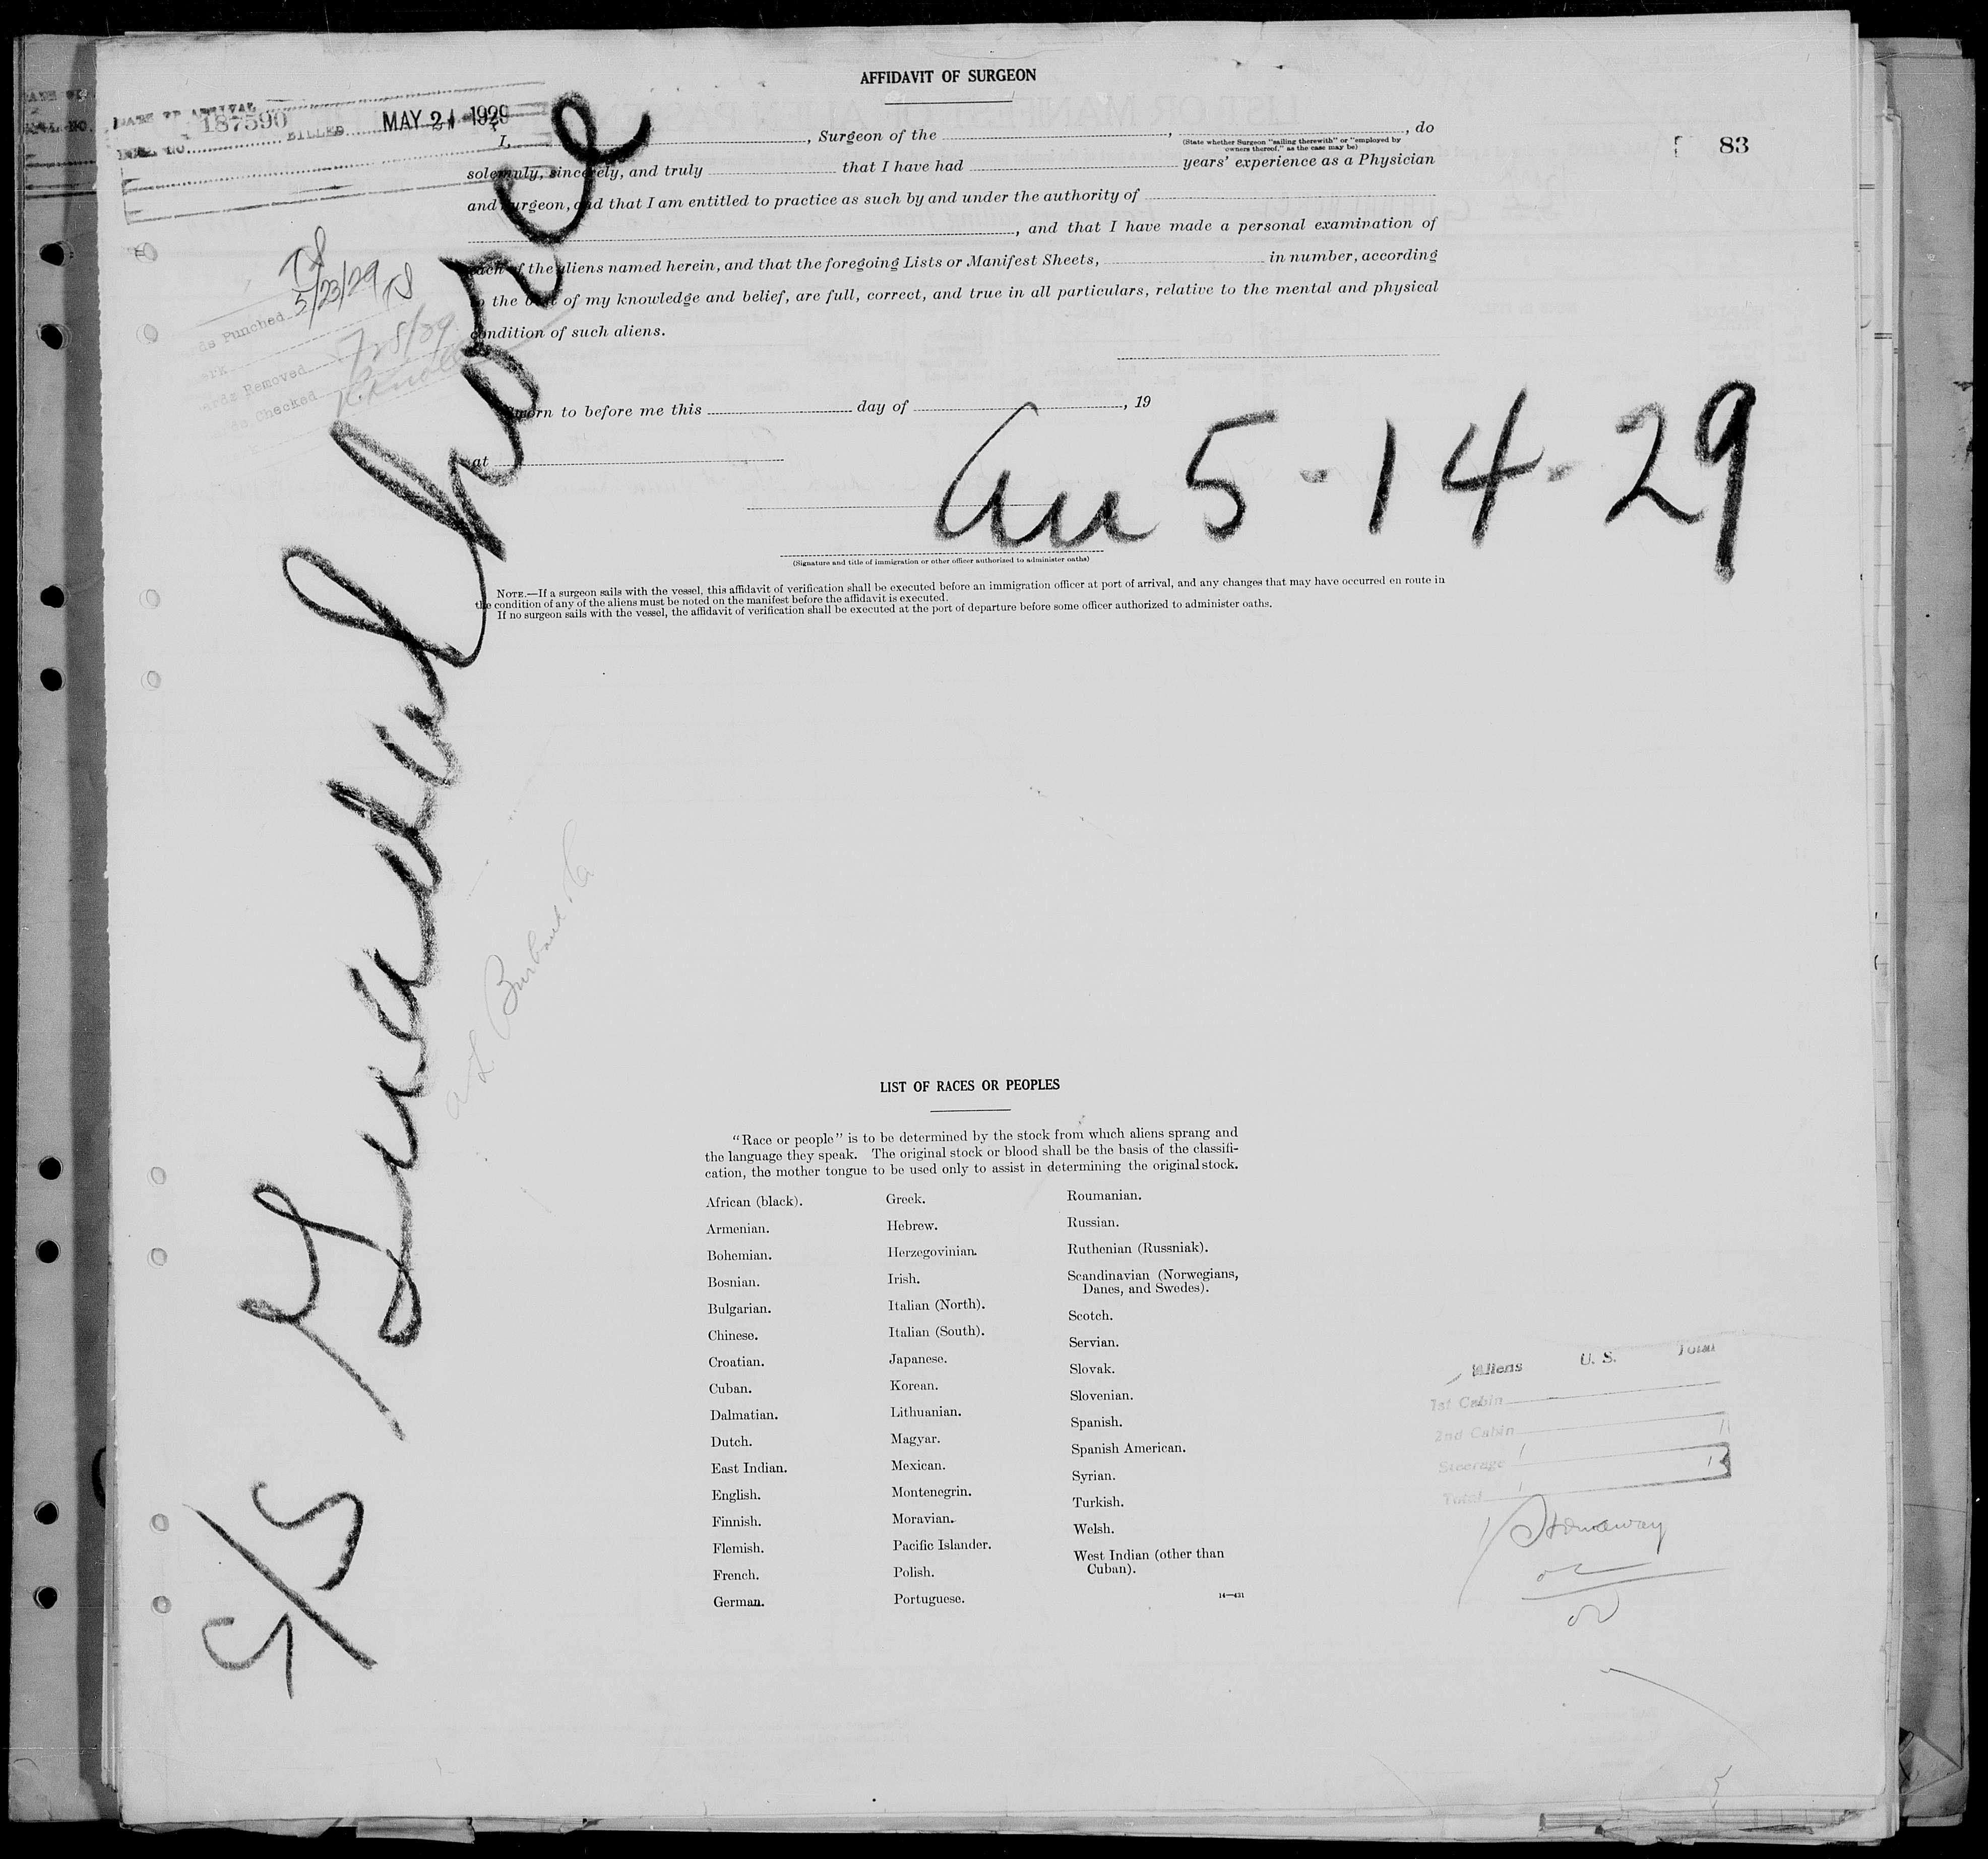 AFFIDAVIT OF SURGEON
DATE OF ARRIVAL
187590 BILLED MAY 21 1929
83
I, , Surgeon of the , , do
(State whether Surgeon "sailing therewith" or "employed by
owners thereof," as the case may be)
solemnly, sincerely, and truly that I have had years' experience as a Physician
and Surgeon, and that I am entitled to practice as such by and under the authority of
, and that I have made a personal examination of
each of the aliens named herein, and that the foregoing Lists or Manifest Sheets, in number, according
to the best of my knowledge and belief, are full, correct, and true in all particulars, relative to the mental and physical
condition of such aliens.
Punched 5/23/29
Removed
Checked
Sworn to before me this day of , 19
at
5-14-29
(Signature and title of immigration or other officer authorized to administer oaths)
NOTE.—If a surgeon sails with the vessel, this affidavit of verification shall be executed before an immigration officer at port of arrival, and any changes that may have occurred en route in
the condition of any of the aliens must be noted on the manifest before the affidavit is executed.
If no surgeon sails with the vessel, the affidavit of verification shall be executed at the port of departure before some officer authorized to administer oaths.
S/S
LIST OF RACES OR PEOPLES
"Race or people" is to be determined by the stock from which aliens sprang and
the language they speak. The original stock or blood shall be the basis of the classifi-
cation, the mother tongue to be used only to assist in determining the original stock.
African (black).
Armenian.
Bohemian.
Bosnian.
Bulgarian.
Chinese.
Croatian.
Cuban.
Dalmatian.
Dutch.
East Indian.
English.
Finnish.
Flemish.
French.
German.
Greek.
Hebrew.
Herzegovinian.
Irish.
Italian (North).
Italian (South).
Japanese.
Korean.
Lithuanian.
Magyar.
Mexican.
Montenegrin.
Moravian.
Pacific Islander.
Polish.
Portuguese.
Roumanian.
Russian.
Ruthenian (Russniak).
Scandinavian (Norwegians,
Danes, and Swedes).
Scotch.
Servian.
Slovak.
Slovenian.
Spanish.
Spanish American.
Syrian.
Turkish.
Welsh.
West Indian (other than
Cuban).
14—431
Aliens U. S. Total
1st Cabin
2nd Cabin
Steerage
Total